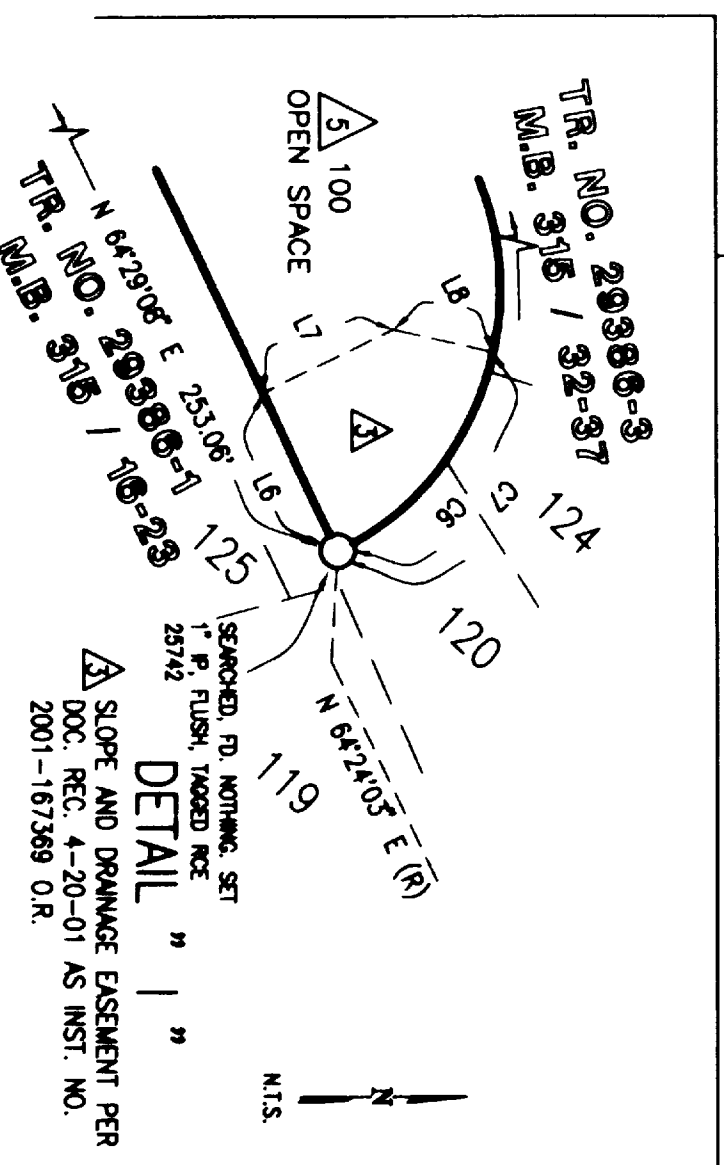 TR. NO. 29386-3
M.B. 315 / 32-37
5 100
OPEN SPACE
L8
L7
3
L6
C7
C6
124
120
N 64°29'08" E 253.06'
TR. NO. 29386-1
M.B. 315 / 16-23
125
119
N 64°24'03" E (R)
SEARCHED, FD. NOTHING. SET
1" IP, FLUSH, TAGGED RCE
25742
DETAIL " I "
3 SLOPE AND DRAINAGE EASEMENT PER
DOC. REC. 4-20-01 AS INST. NO.
2001-167369 O.R.
N
N.T.S.